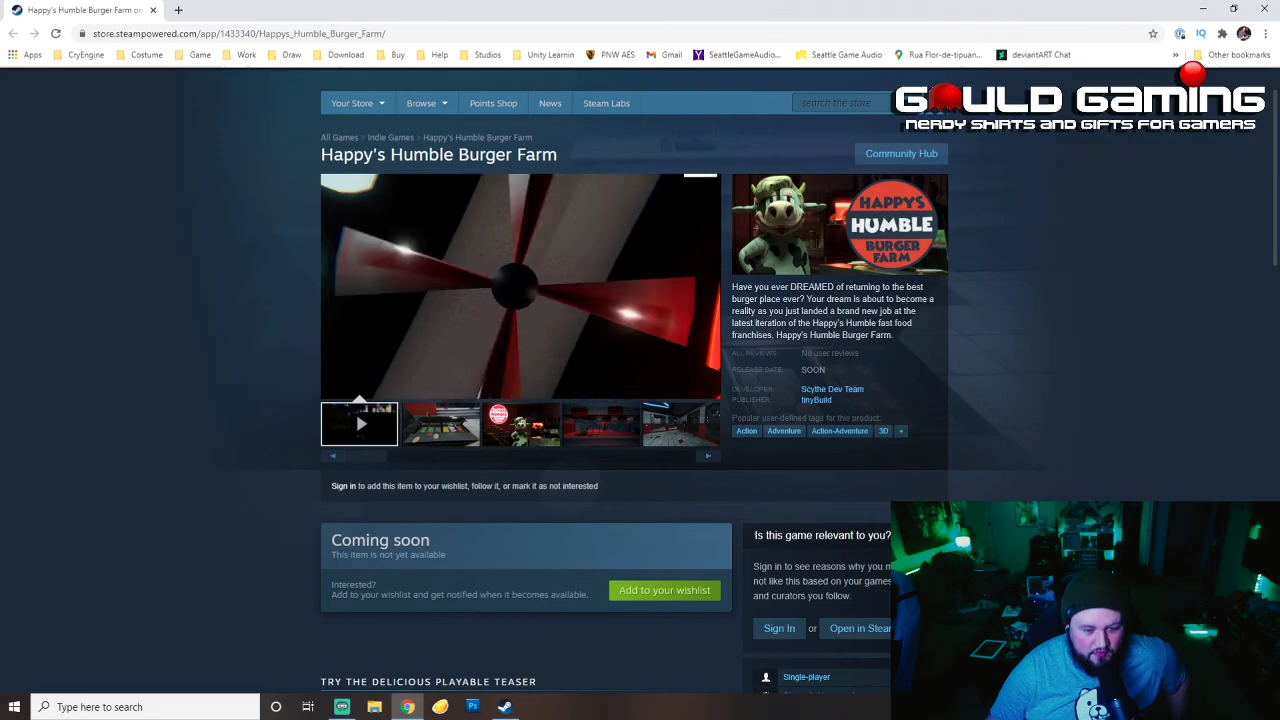 Happy's Humble Burger Farm on
store.steampowered.com/app/1433340/Happys_Humble_Burger_Farm/
Apps CryEngine Costume Game Work Draw Download Buy Help Studios Unity Learnin PNW AES Gmail SeattleGameAudio... Seattle Game Audio Rua Flor-de-tipuan... deviantART Chat » Other bookmarks
GOULD GAMING
NERDY SHIRTS AND GIFTS FOR GAMERS
Your Store Browse Points Shop News Steam Labs search the store
All Games > Indie Games > Happy's Humble Burger Farm
Happy's Humble Burger Farm
Community Hub
HAPPYS
HUMBLE
BURGER
FARM
Have you ever DREAMED of returning to the best
burger place ever? Your dream is about to become a
reality as you just landed a brand new job at the
latest iteration of the Happy's Humble fast food
franchises, Happy's Humble Burger Farm.
ALL REVIEWS: No user reviews
RELEASE DATE: SOON
DEVELOPER: Scythe Dev Team
PUBLISHER: tinyBuild
Popular user-defined tags for this product:
Action Adventure Action-Adventure 3D +
Sign in to add this item to your wishlist, follow it, or mark it as not interested
Coming soon
This item is not yet available
Interested?
Add to your wishlist and get notified when it becomes available.
Add to your wishlist
Is this game relevant to you?
Sign in to see reasons why you m
not like this based on your games
and curators you follow.
Sign In or Open in Stea
TRY THE DELICIOUS PLAYABLE TEASER
Single-player
Type here to search